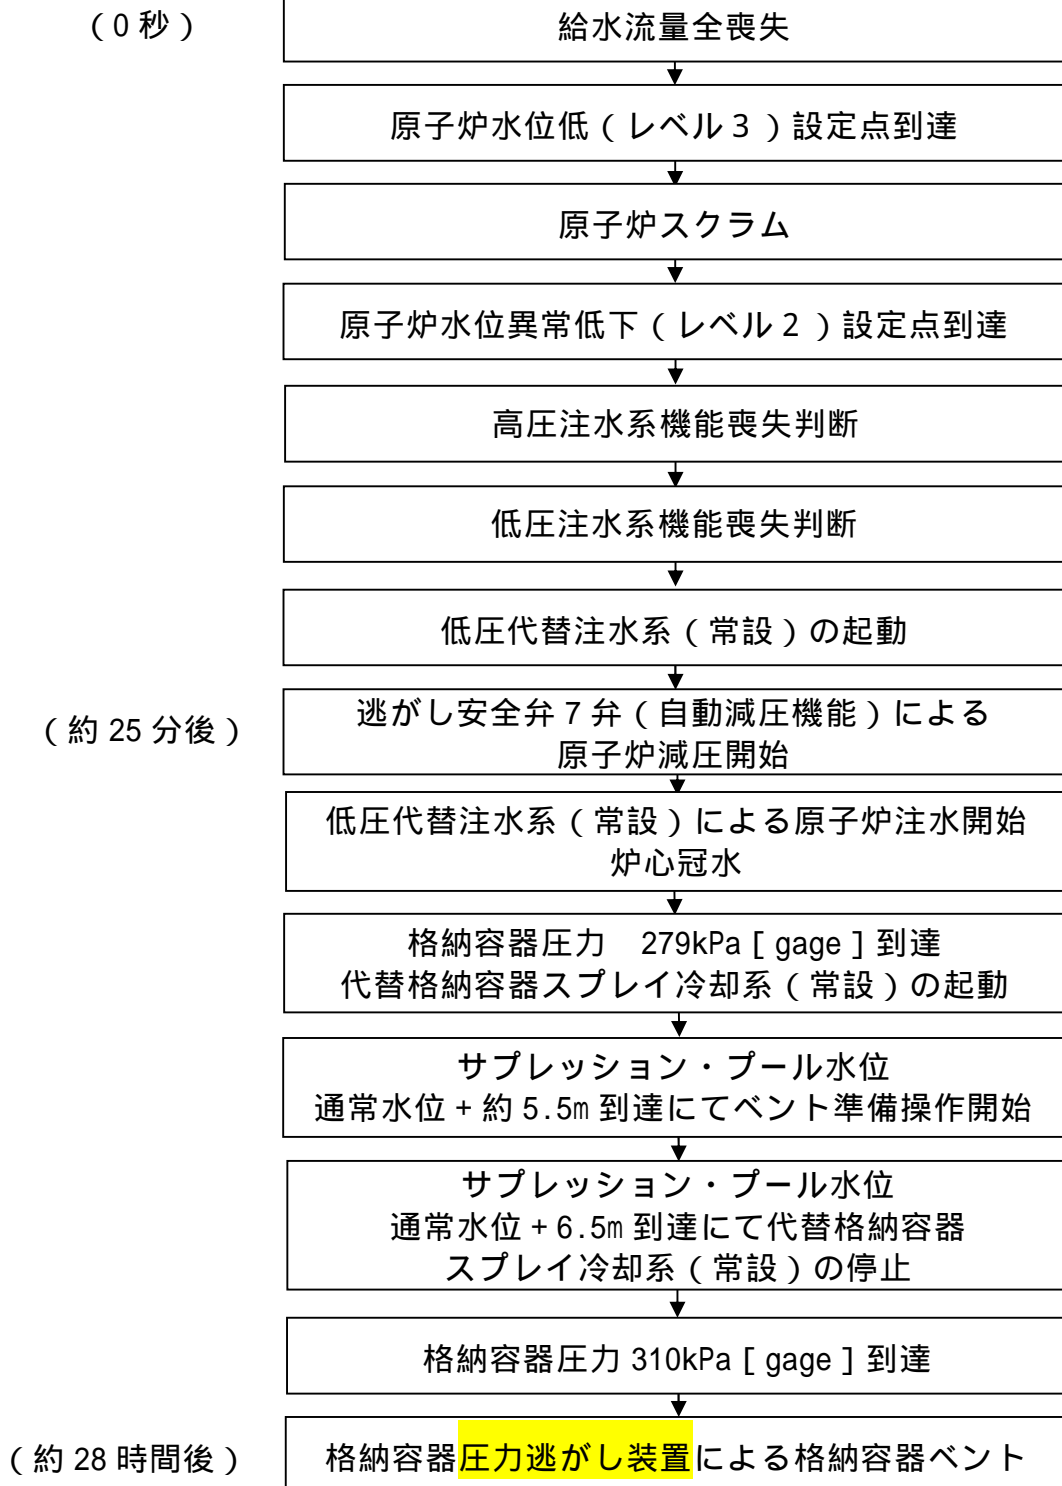 （0 秒） 給水流量全喪失
原子炉水位低（レベル３）設定点到達
原子炉スクラム
原子炉水位異常低下（レベル２）設定点到達
高圧注水系機能喪失判断
低圧注水系機能喪失判断
低圧代替注水系（常設）の起動
（約 25 分後） 逃がし安全弁７弁（自動減圧機能）による
原子炉減圧開始
低圧代替注水系（常設）による原子炉注水開始
炉心冠水
格納容器圧力　279kPa［gage］到達
代替格納容器スプレイ冷却系（常設）の起動
サプレッション・プール水位
通常水位＋約 5.5m 到達にてベント準備操作開始
サプレッション・プール水位
通常水位＋6.5m 到達にて代替格納容器
スプレイ冷却系（常設）の停止
格納容器圧力 310kPa［gage］到達
（約 28 時間後） 格納容器圧力逃がし装置による格納容器ベント